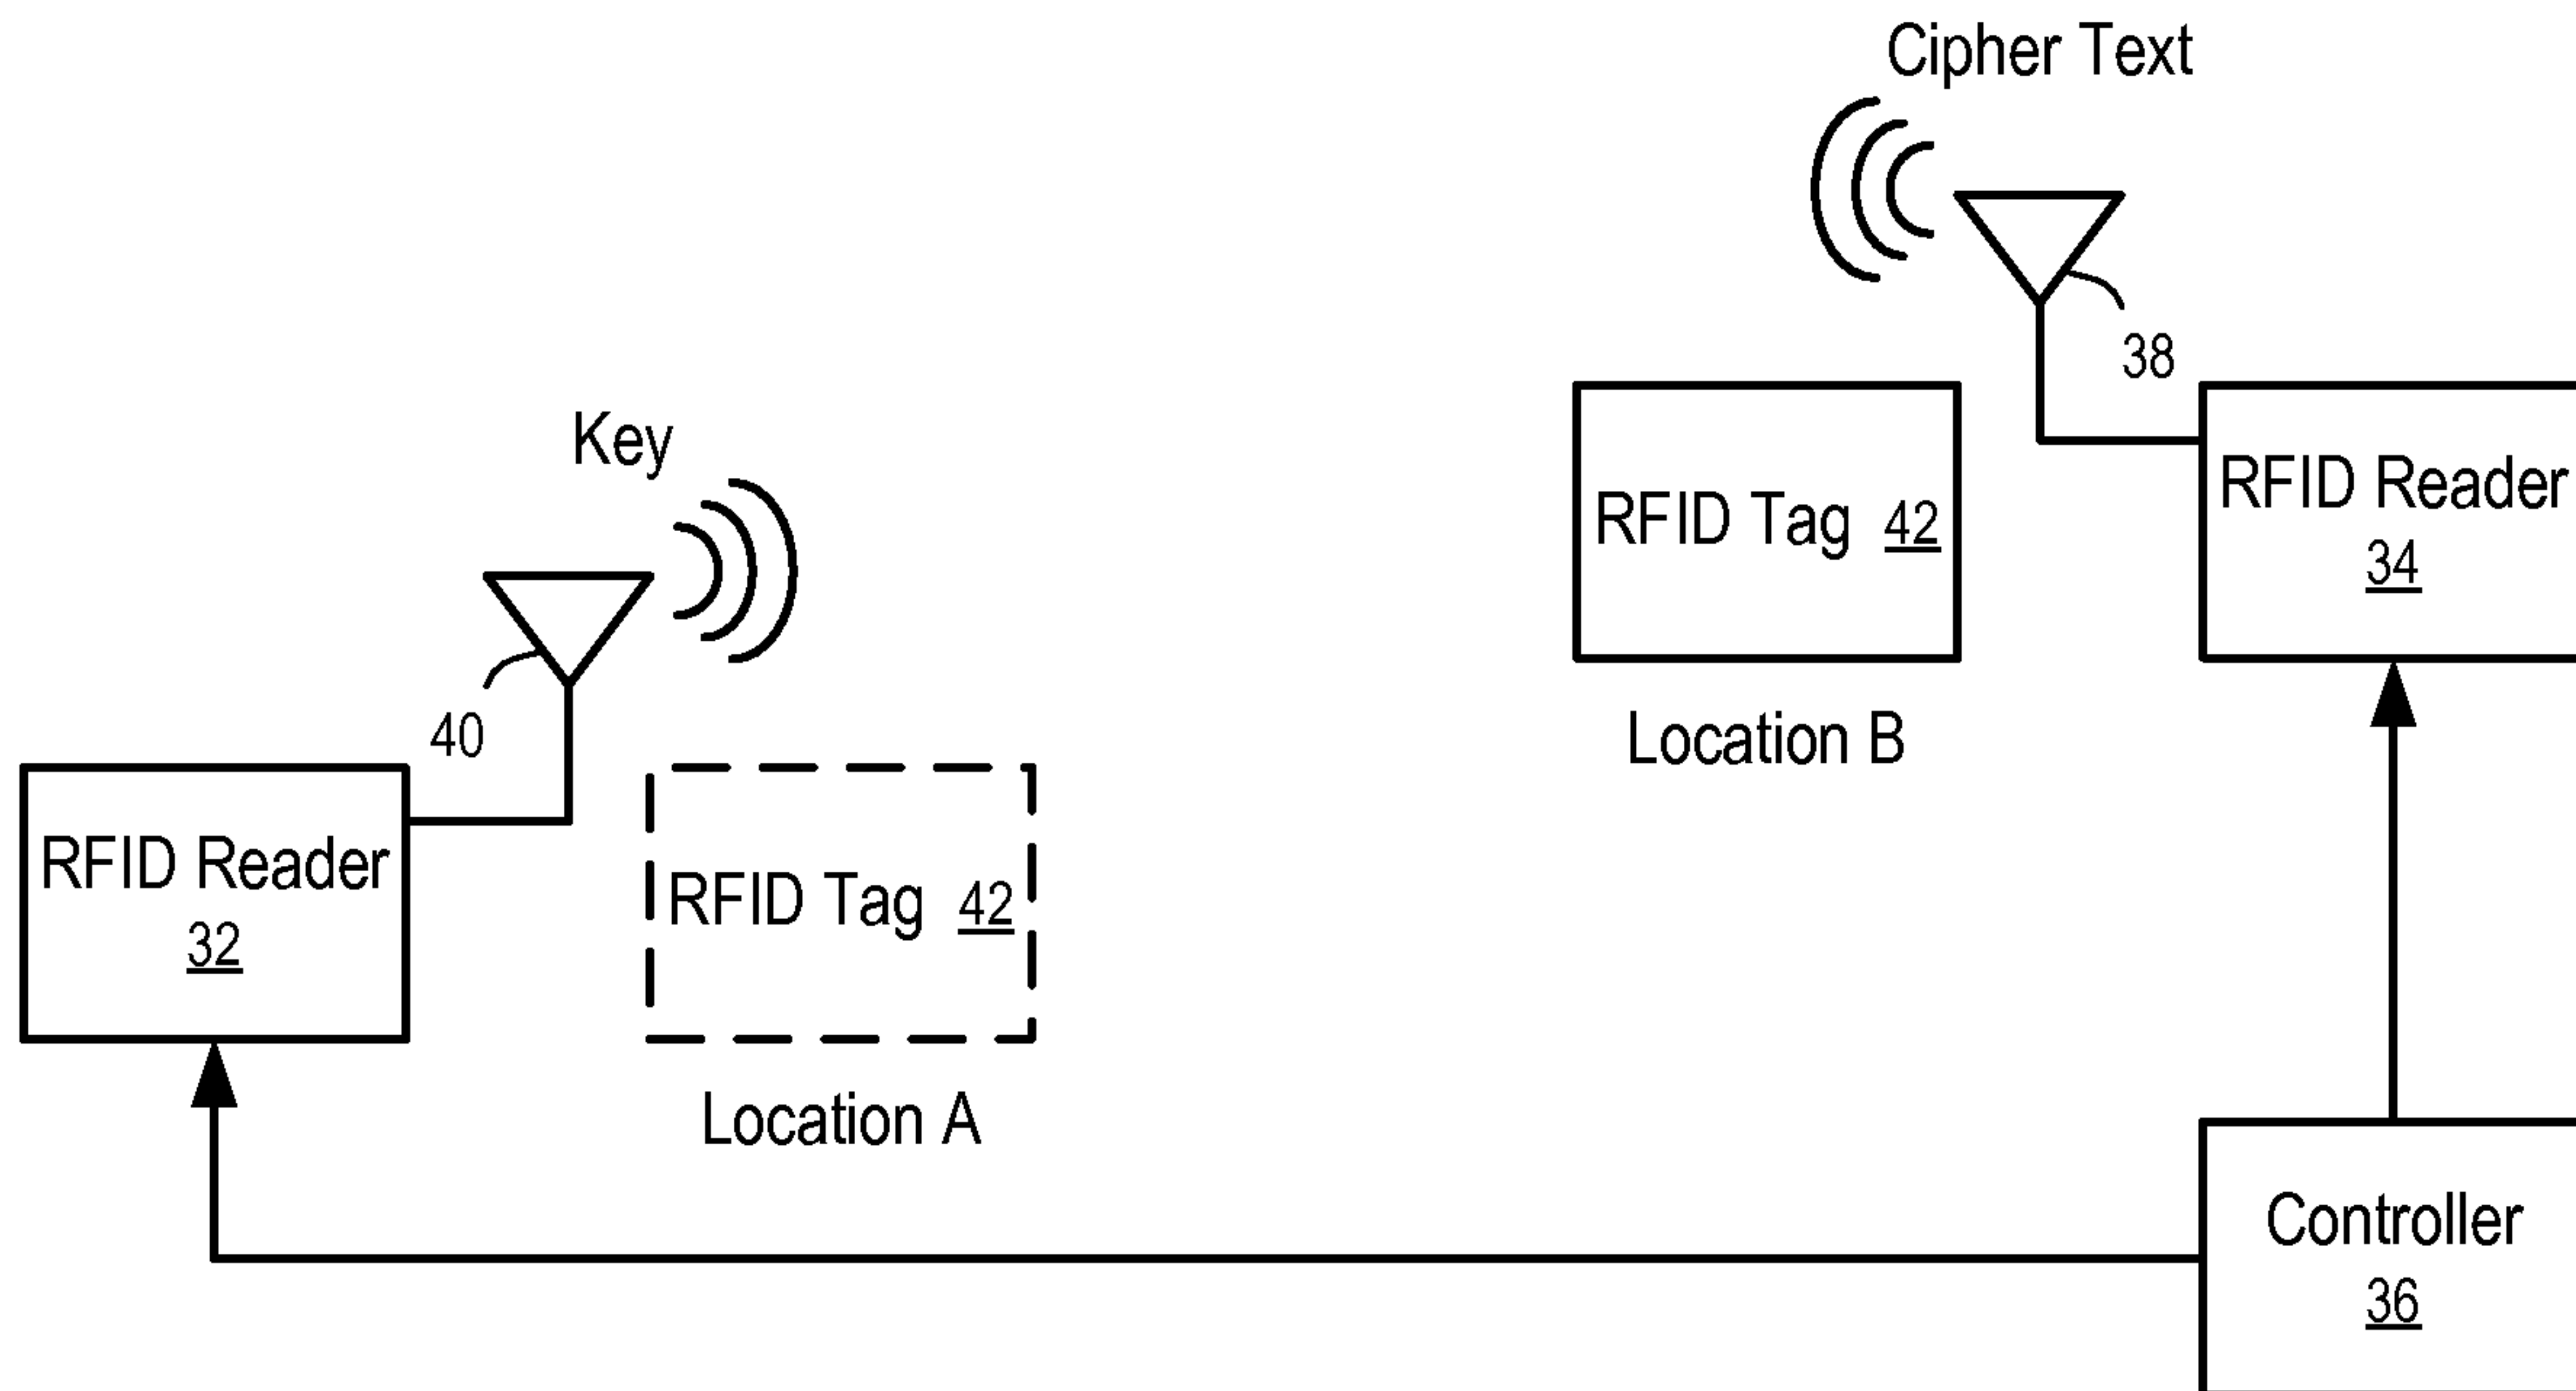 Cipher Text
38
Key
RFID Reader
34
RFID Tag 42
40
Location B
RFID Reader
32
RFID Tag 42
Location A
Controller
36